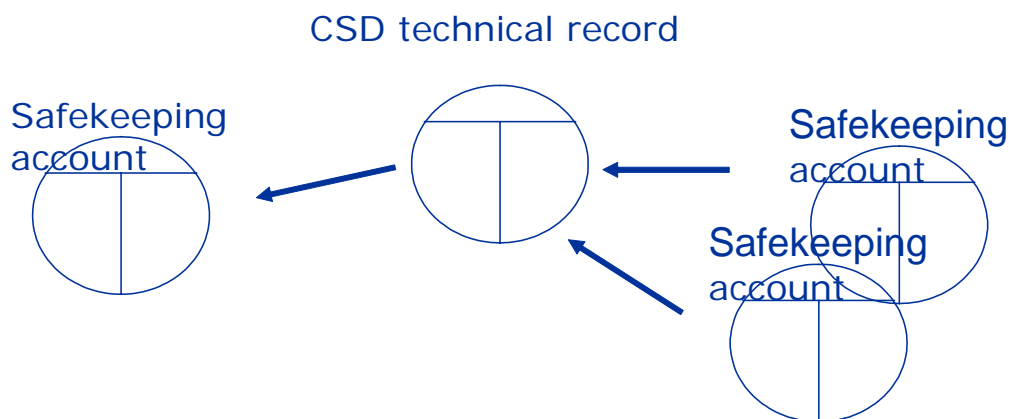 CSD technical record
Safekeeping
account
Safekeeping
account
Safekeeping
account